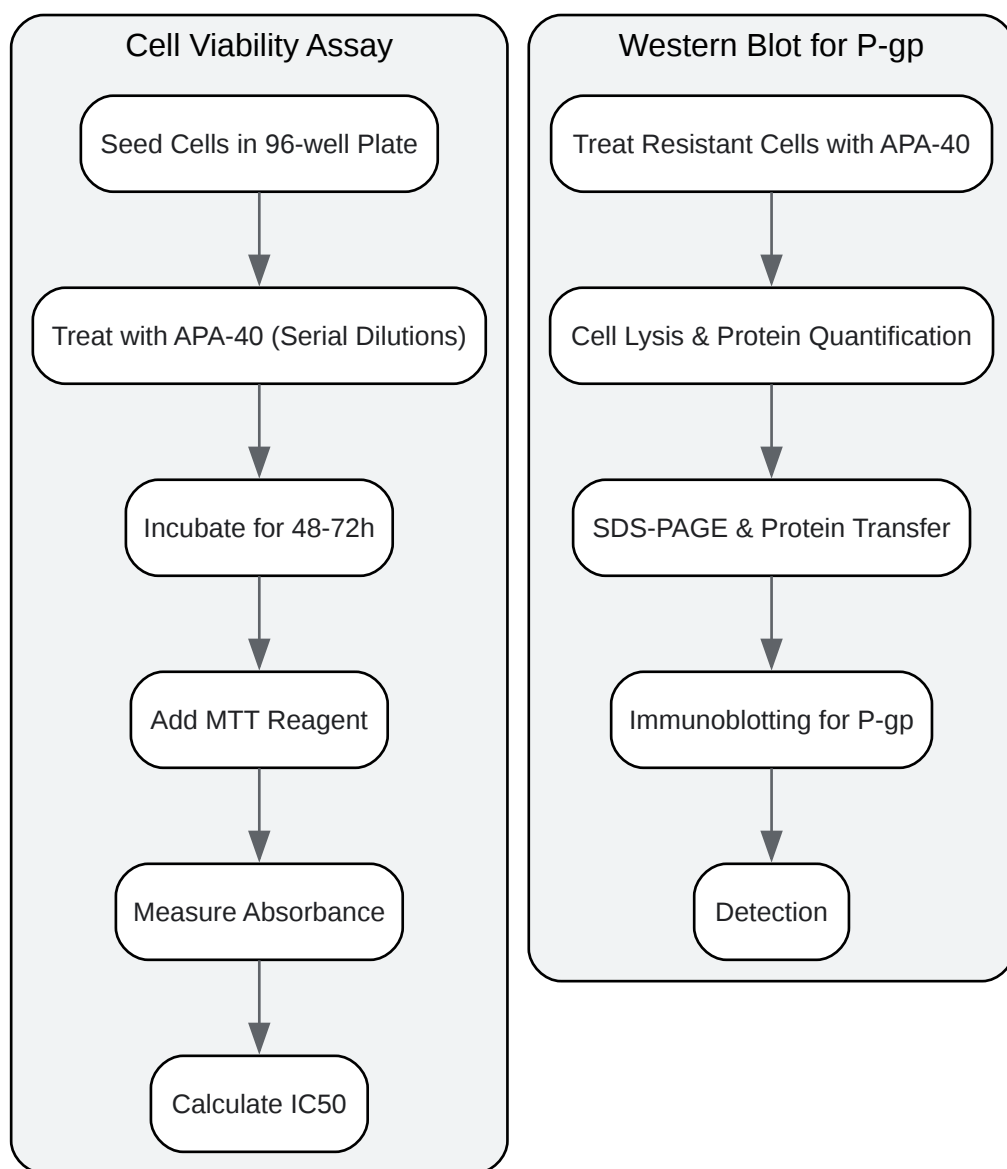 Cell Viability Assay
Seed Cells in 96-well Plate
Treat with APA-40 (Serial Dilutions)
Incubate for 48-72h
Add MTT Reagent
Measure Absorbance
Calculate IC50
Western Blot for P-gp
Treat Resistant Cells with APA-40
Cell Lysis & Protein Quantification
SDS-PAGE & Protein Transfer
Immunoblotting for P-gp
Detection